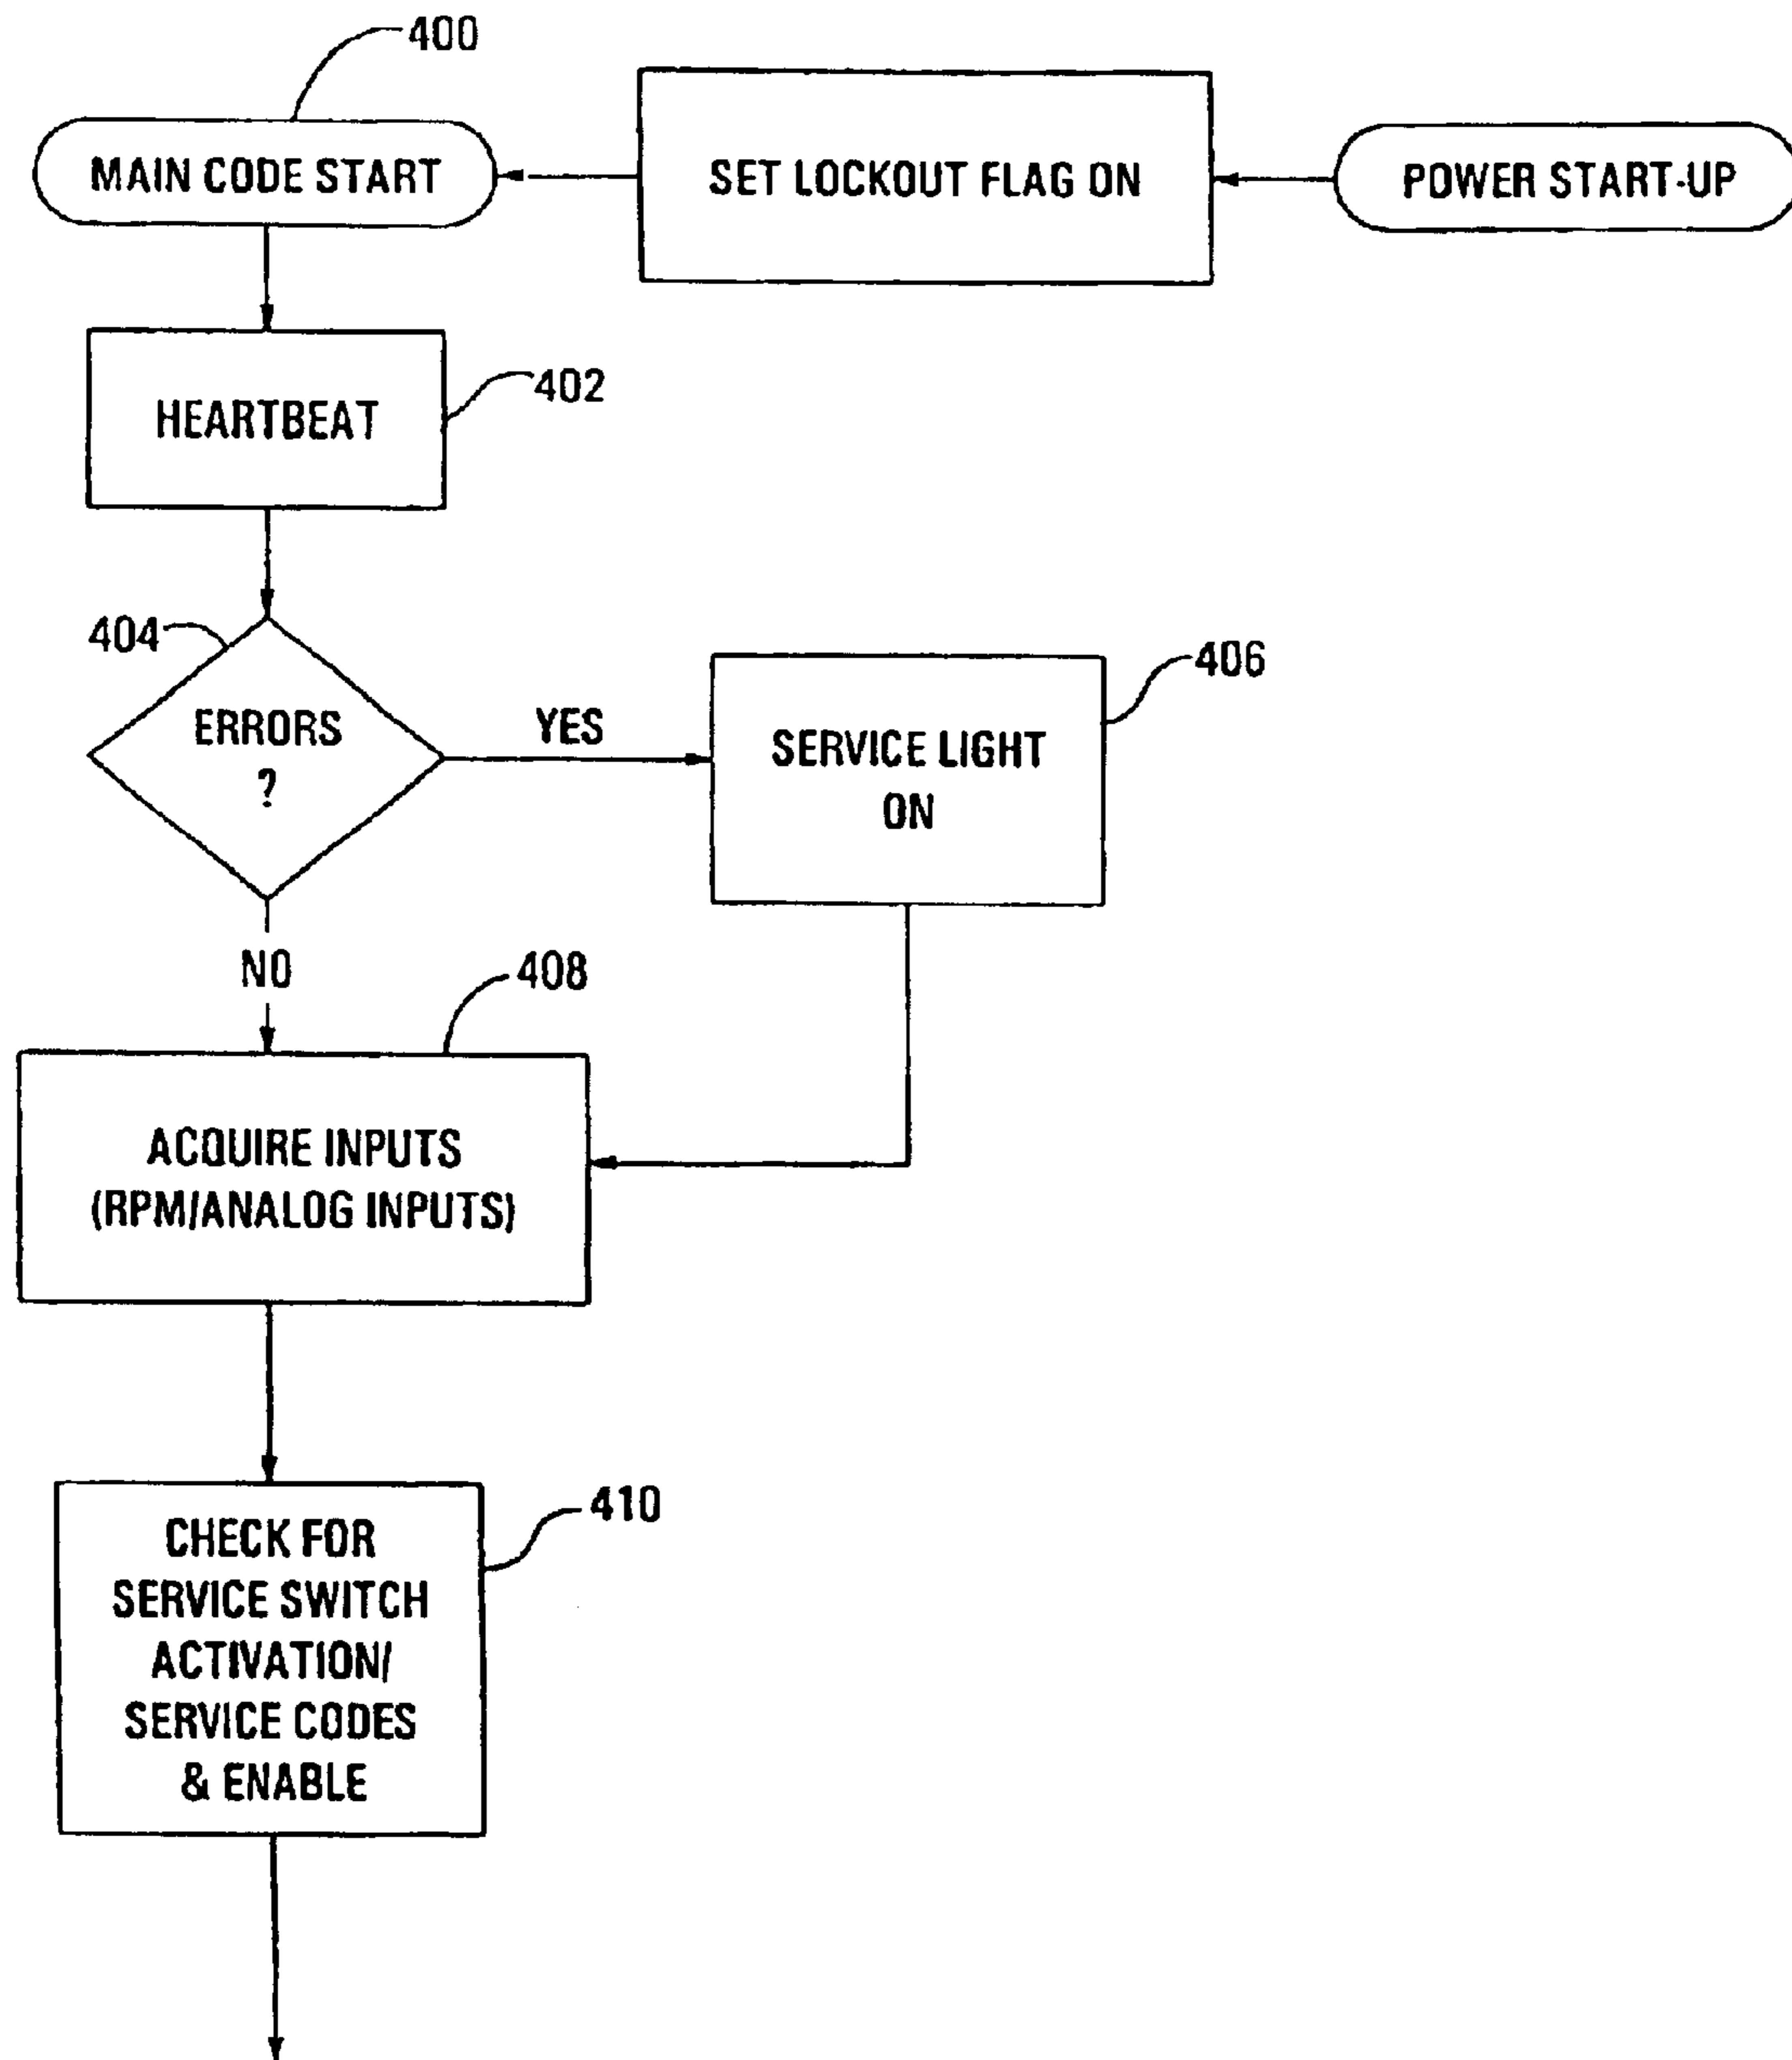 400
MAIN CODE START
SET LOCKOUT FLAG ON
POWER START-UP
HEARTBEAT
402
404
ERRORS
?
YES
SERVICE LIGHT
ON
406
NO
408
ACQUIRE INPUTS
(RPM/ANALOG INPUTS)
CHECK FOR
SERVICE SWITCH
ACTIVATION/
SERVICE CODES
& ENABLE
410